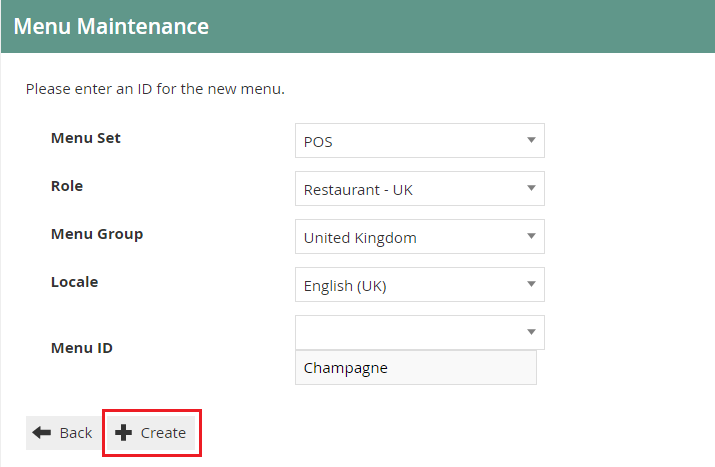 Menu Maintenance
Please enter an ID for the new menu.
Menu Set POS
Role Restaurant - UK
Menu Group United Kingdom
Locale English (UK)
Menu ID
Champagne
Back Create